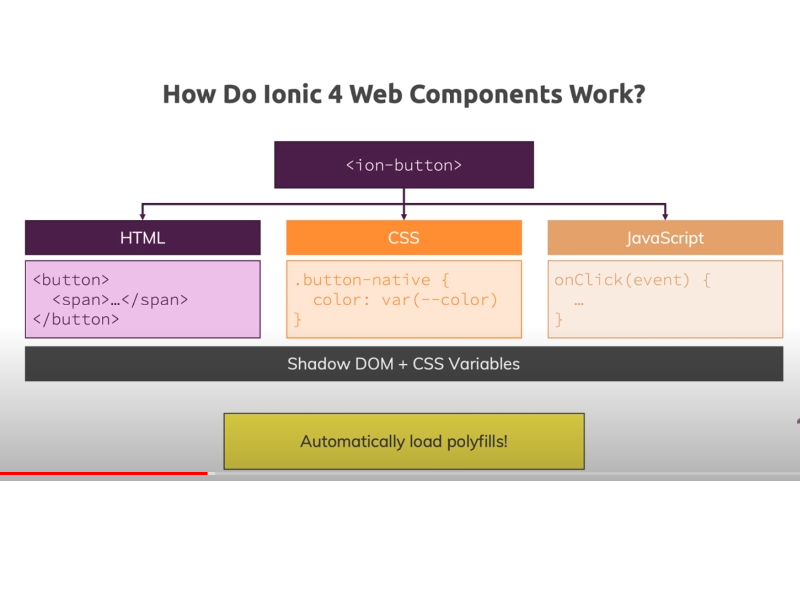 How Do Ionic 4 Web Components Work?
<ion-button>
HTML
<button>
  <span>…</span>
</button>
CSS
.button-native {
  color: var(--color)
}
JavaScript
onClick(event) {
  …
}
Shadow DOM + CSS Variables
Automatically load polyfills!